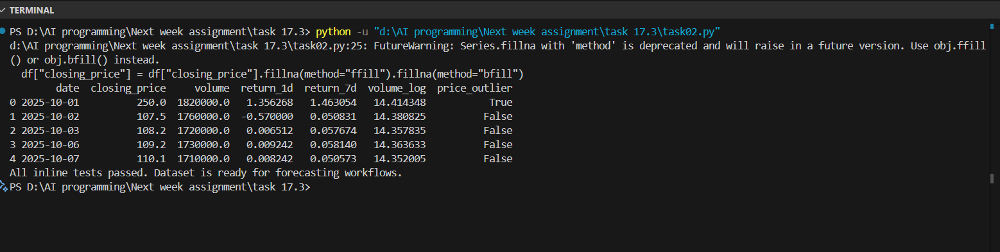 TERMINAL
PS D:\AI programming\Next week assignment\task 17.3> python -u "d:\AI programming\Next week assignment\task 17.3\task02.py"
d:\AI programming\Next week assignment\task 17.3\task02.py:25: FutureWarning: Series.fillna with 'method' is deprecated and will raise in a future version. Use obj.ffill
() or obj.bfill() instead.
  df["closing_price"] = df["closing_price"].fillna(method="ffill").fillna(method="bfill")
        date  closing_price     volume  return_1d  return_7d  volume_log  price_outlier
0 2025-10-01          250.0  1820000.0   1.356268   1.463054   14.414348           True
1 2025-10-02          107.5  1760000.0  -0.570000   0.050831   14.380825          False
2 2025-10-03          108.2  1720000.0   0.006512   0.057674   14.357835          False
3 2025-10-06          109.2  1730000.0   0.009242   0.058140   14.363633          False
4 2025-10-07          110.1  1710000.0   0.008242   0.050573   14.352005          False
All inline tests passed. Dataset is ready for forecasting workflows.
PS D:\AI programming\Next week assignment\task 17.3>